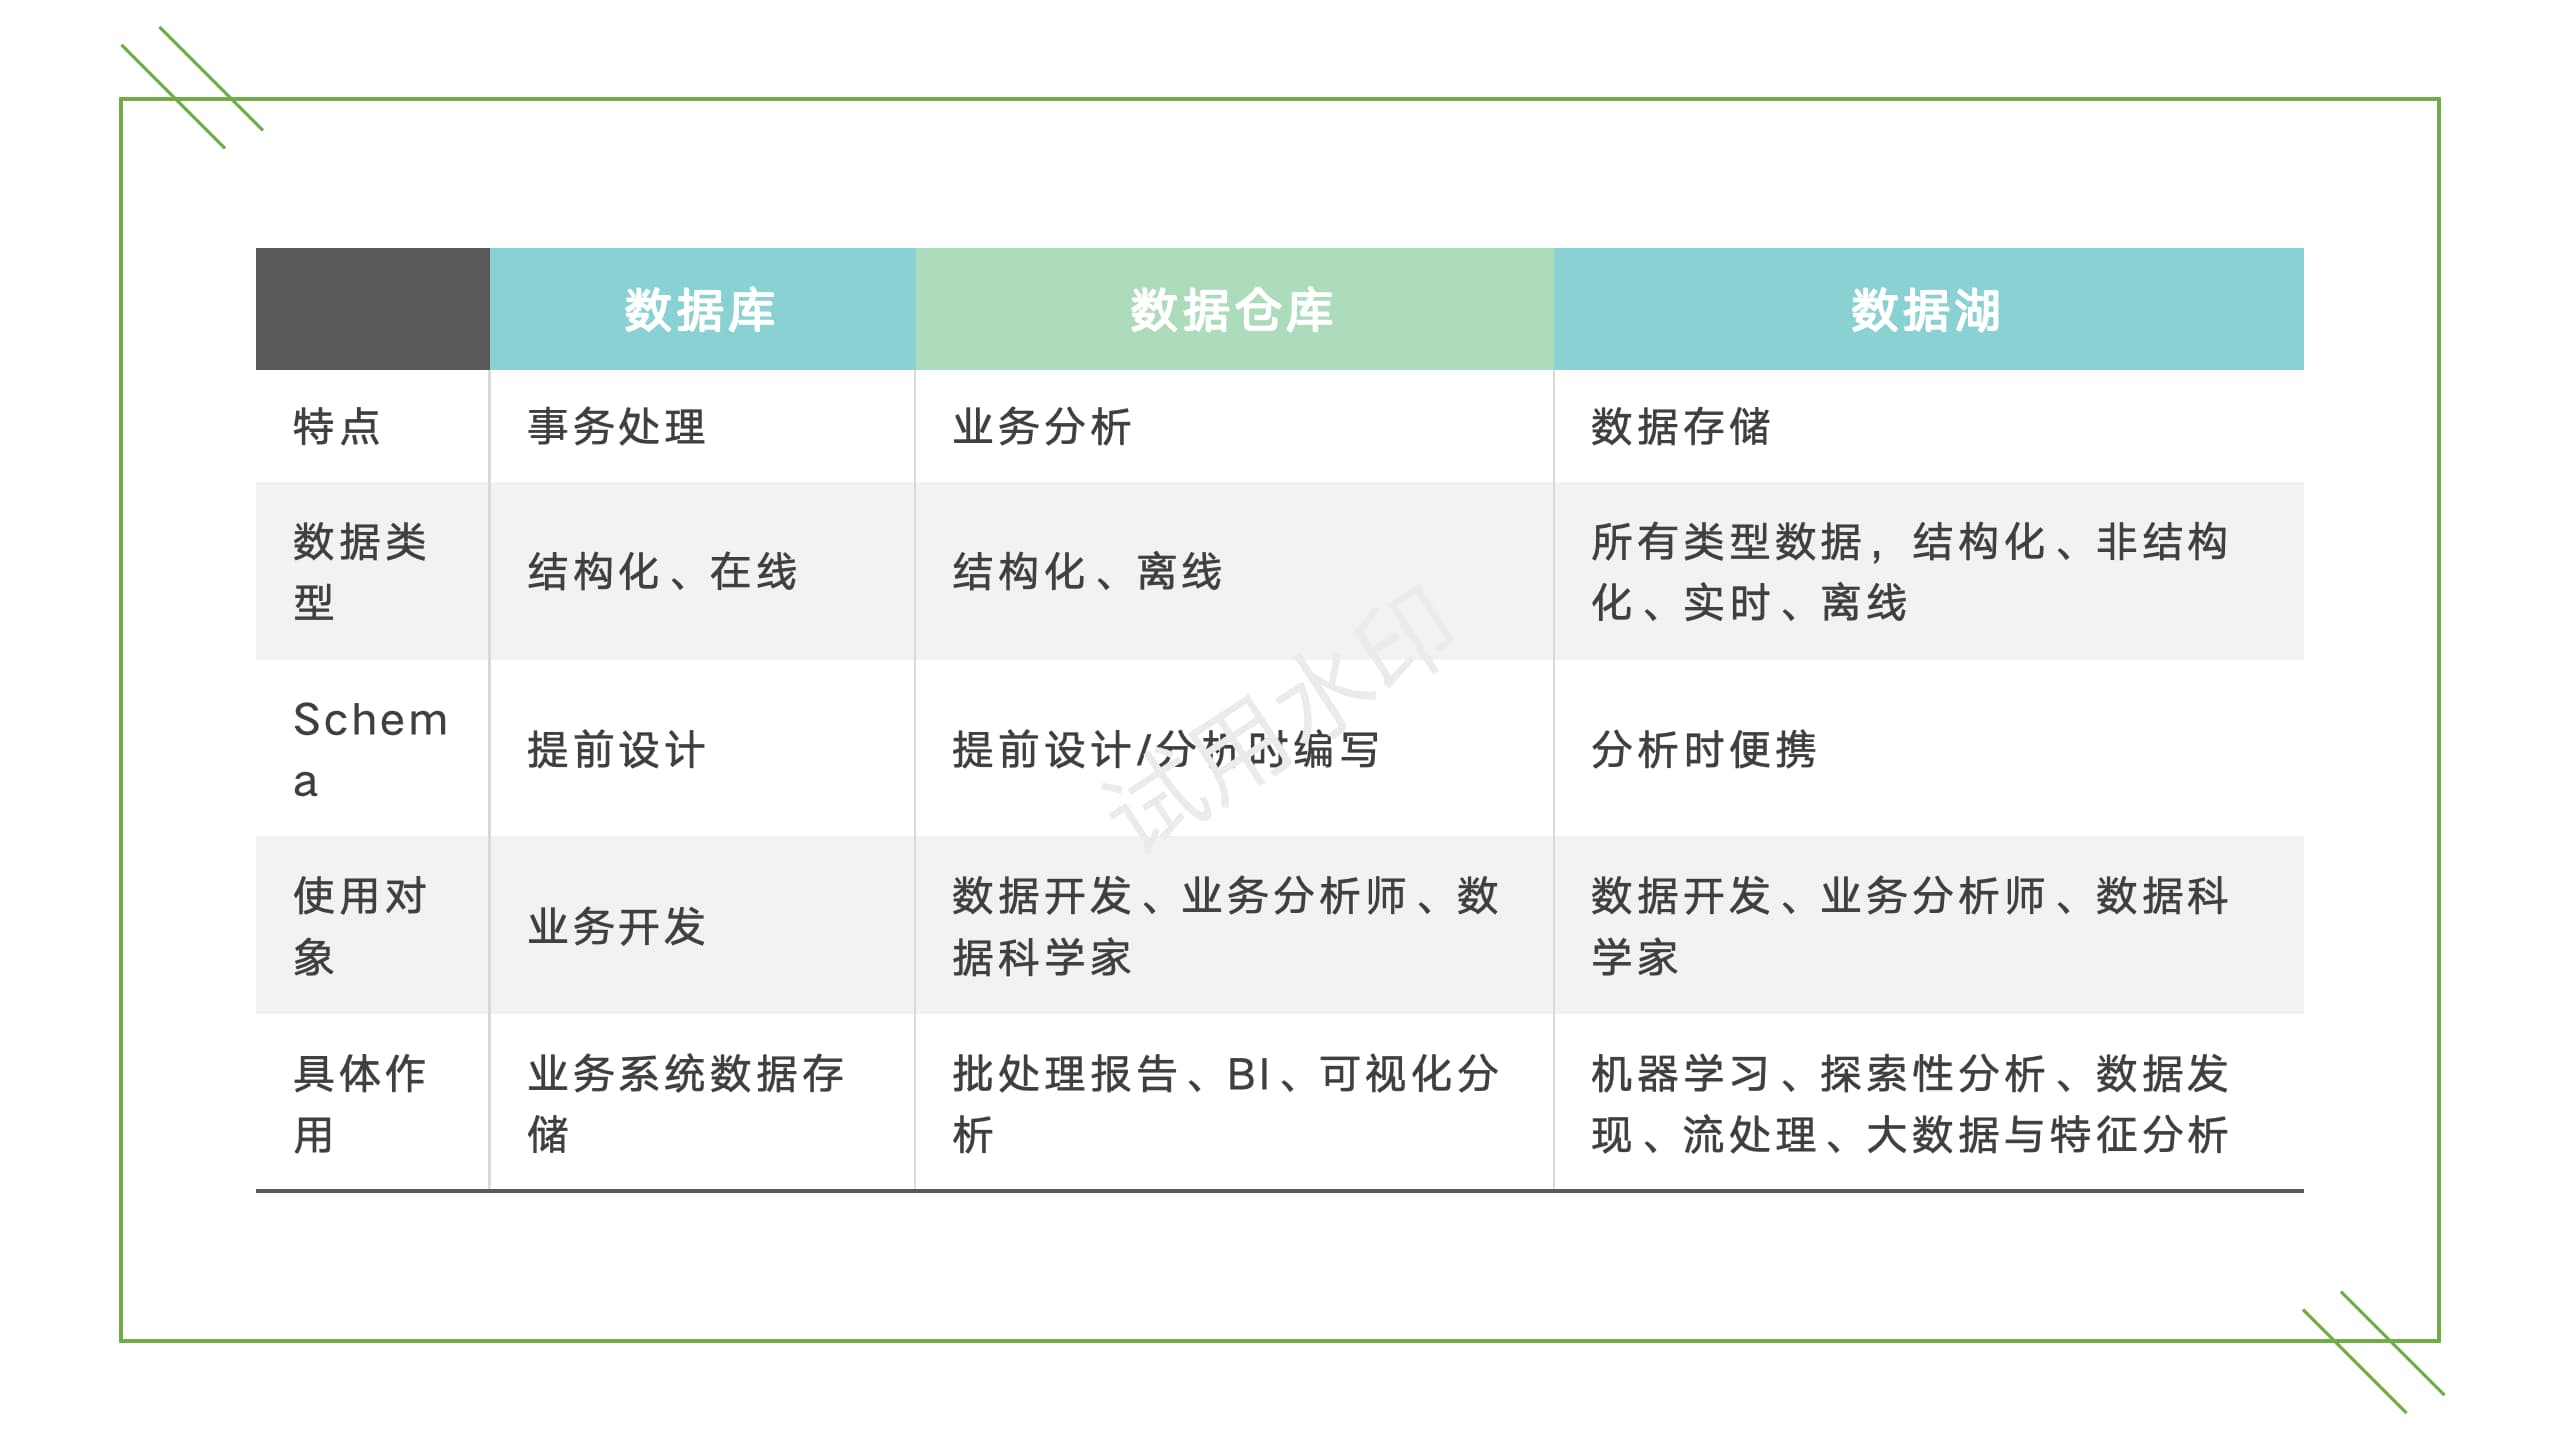 数据库 数据仓库 数据湖
特点 事务处理 业务分析 数据存储
数据类
型
结构化、在线
结构化、离线
所有类型数据，结构化、非结构
化、实时、离线
Schem
a
提前设计
提前设计/分析时编写
分析时便携
使用对
象
业务开发
数据开发、业务分析师、数
据科学家
数据开发、业务分析师、数据科
学家
具体作
用
业务系统数据存
储
批处理报告、BI、可视化分
析
机器学习、探索性分析、数据发
现、流处理、大数据与特征分析
试用水印